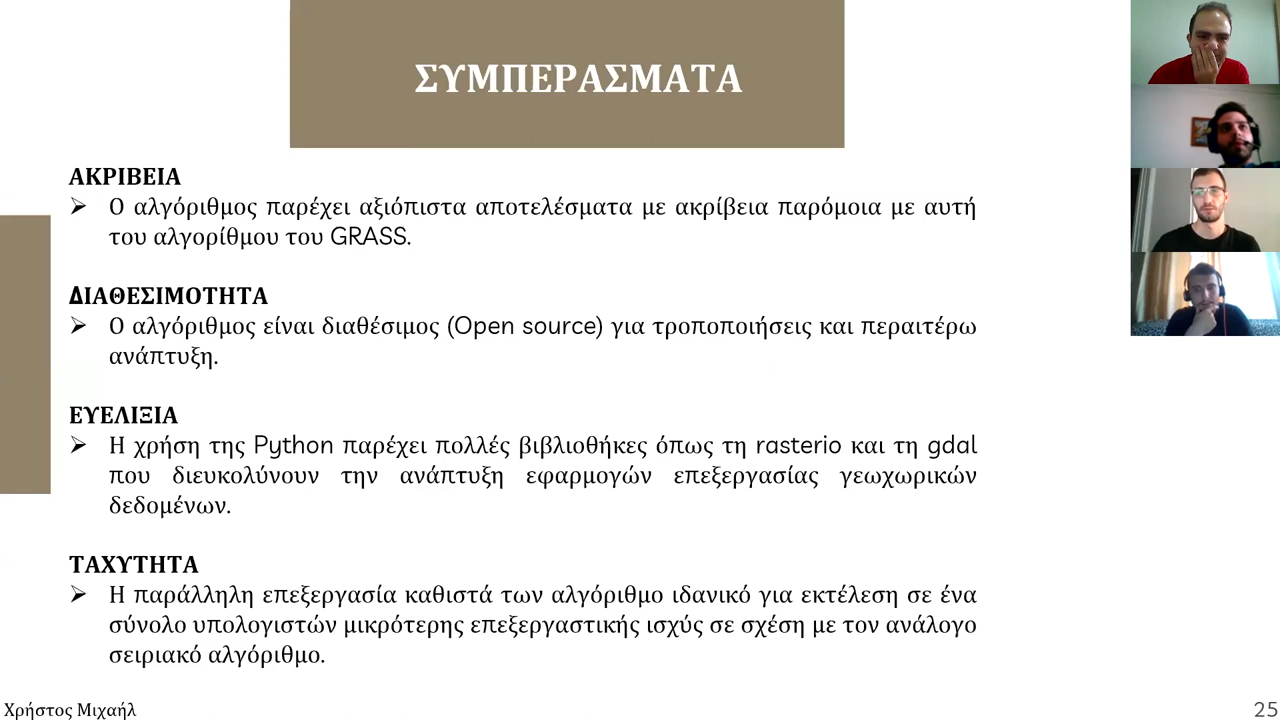 ΣΥΜΠΕΡΑΣΜΑΤΑ
ΑΚΡΙΒΕΙΑ
➢ Ο αλγόριθμος παρέχει αξιόπιστα αποτελέσματα με ακρίβεια παρόμοια με αυτή
του αλγορίθμου του GRASS.
ΔΙΑΘΕΣΙΜΟΤΗΤΑ
➢ Ο αλγόριθμος είναι διαθέσιμος (Open source) για τροποποιήσεις και περαιτέρω
ανάπτυξη.
ΕΥΕΛΙΞΙΑ
➢ Η χρήση της Python παρέχει πολλές βιβλιοθήκες όπως τη rasterio και τη gdal
που διευκολύνουν την ανάπτυξη εφαρμογών επεξεργασίας γεωχωρικών
δεδομένων.
ΤΑΧΥΤΗΤΑ
➢ Η παράλληλη επεξεργασία καθιστά των αλγόριθμο ιδανικό για εκτέλεση σε ένα
σύνολο υπολογιστών μικρότερης επεξεργαστικής ισχύς σε σχέση με τον ανάλογο
σειριακό αλγόριθμο.
Χρήστος Μιχαήλ
25